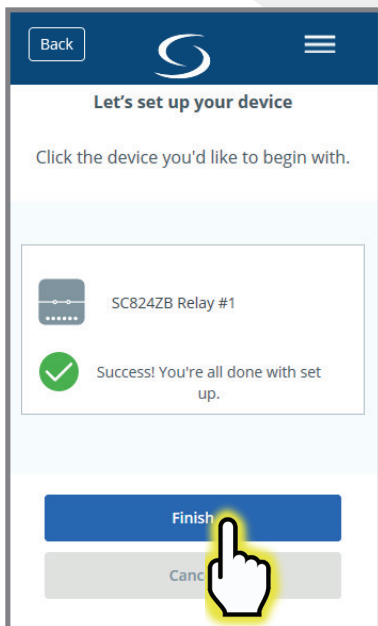 Back
Let's set up your device
Click the device you'd like to begin with.
SC824ZB Relay #1
Success! You're all done with set
up.
Finish